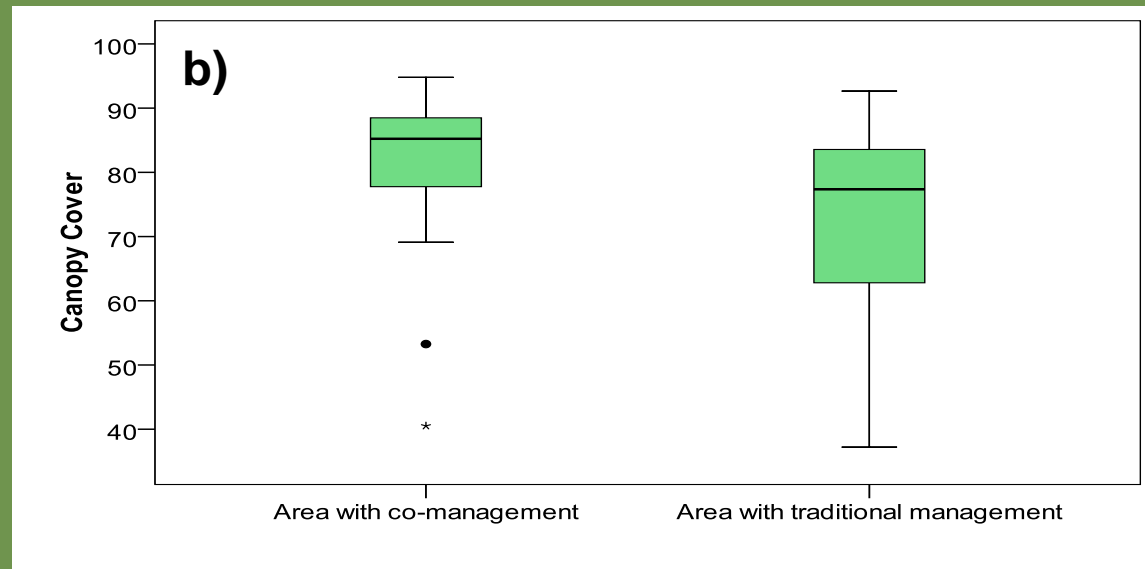 b)
100
90
80
70
60
50
40
Canopy Cover
*
Area with co-management
Area with traditional management